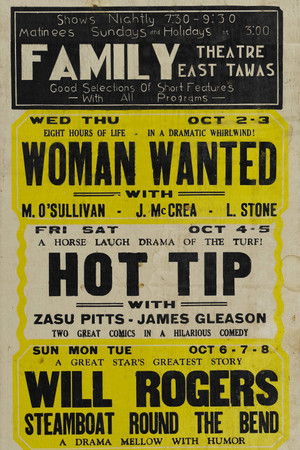 Shows Nightly 7:30-9:30
Matinees Sundays and Holidays at 3:00
FAMILY THEATRE
EAST TAWAS
Good Selections Of Short Features
- With All Programs -
WED THU OCT 2-3
EIGHT HOURS OF LIFE - IN A DRAMATIC WHIRLWIND!
WOMAN WANTED
WITH
M. O'SULLIVAN - J. McCREA - L. STONE
FRI SAT OCT 4-5
A HORSE LAUGH DRAMA OF THE TURF!
HOT TIP
WITH
ZASU PITTS - JAMES GLEASON
TWO GREAT COMICS IN A HILARIOUS COMEDY
SUN MON TUE OCT 6-7-8
A GREAT STAR'S GREATEST STORY
WILL ROGERS
STEAMBOAT ROUND THE BEND
A DRAMA MELLOW WITH HUMOR